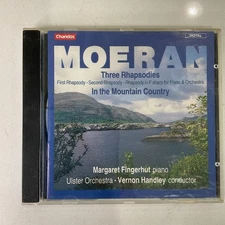 Chandos
MOERAN
Three Rhapsodies
First Rhapsody - Second Rhapsody - Rhapsody in F sharp for Piano & Orchestra
In the Mountain Country
Margaret Fingerhut piano
Ulster Orchestra - Vernon Handley conductor